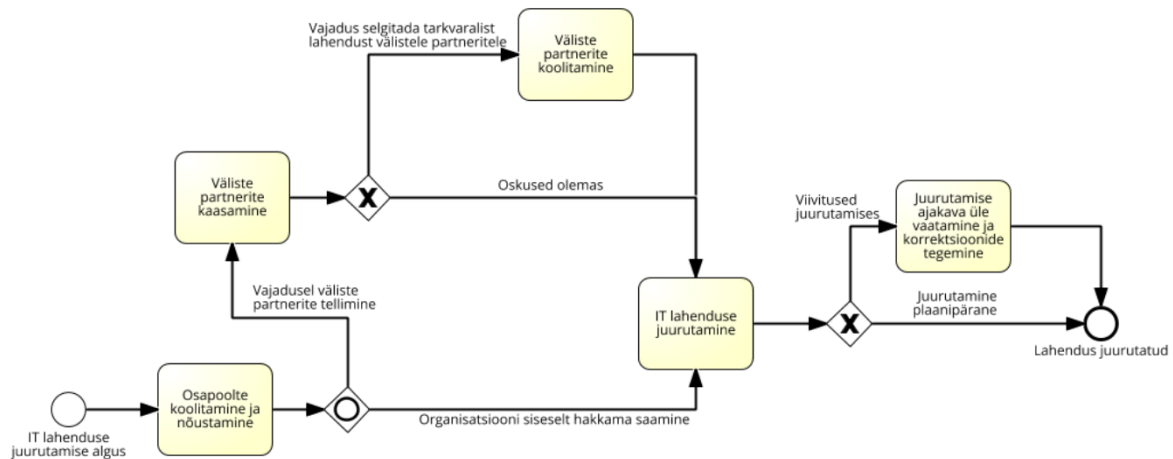 Vajadus selgitada tarkvaralist
lahendust välistele partneritele
Väliste
partnerite
koolitamine
Väliste
partnerite
kaasamine
Oskused olemas
Viivitused
juurutamises
Juurutamise
ajakava üle
vaatamine ja
korrektsioonide
tegemine
Vajadusel väliste
partnerite tellimine
IT lahenduse
juurutamine
Juurutamine
plaanipärane
Lahendus juurutatud
Osapoolte
koolitamine ja
nõustamine
Organisatsiooni siseselt hakkama saamine
IT lahenduse
juurutamise algus